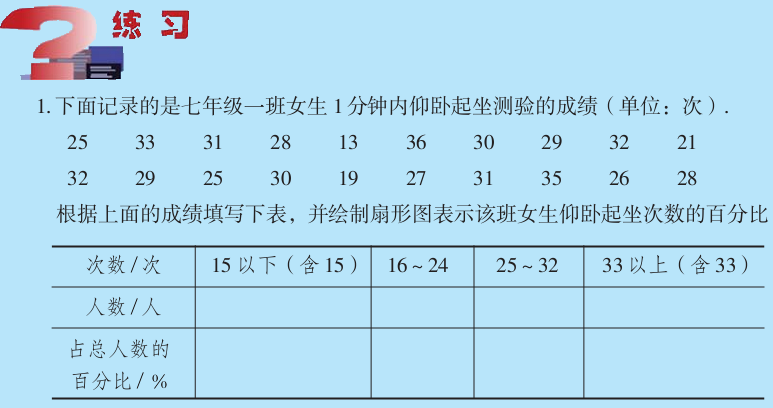 练习
1. 下面记录的是七年级一班女生 1 分钟内仰卧起坐测验的成绩（单位：次）.
25 33 31 28 13 36 30 29 32 21
32 29 25 30 19 27 31 35 26 28
根据上面的成绩填写下表，并绘制扇形图表示该班女生仰卧起坐次数的百分比
次数/次 15 以下（含 15） 16~24 25~32 33 以上（含 33）
人数/人
占总人数的
百分比/%